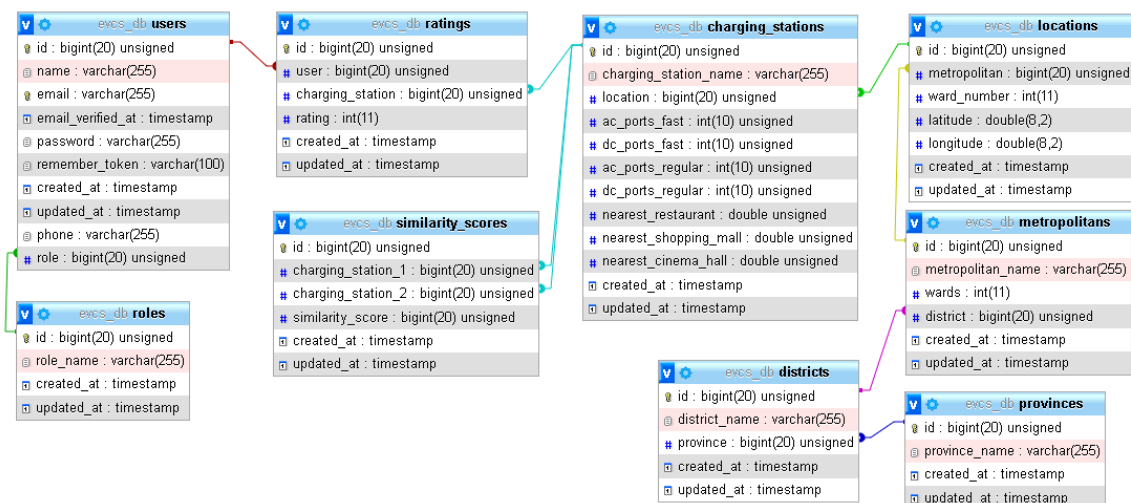 evcs_db users
id : bigint(20) unsigned
name : varchar(255)
email : varchar(255)
email_verified_at : timestamp
password : varchar(255)
remember_token : varchar(100)
created_at : timestamp
updated_at : timestamp
phone : varchar(255)
role : bigint(20) unsigned
evcs_db roles
id : bigint(20) unsigned
role_name : varchar(255)
created_at : timestamp
updated_at : timestamp
evcs_db ratings
id : bigint(20) unsigned
user : bigint(20) unsigned
charging_station : bigint(20) unsigned
rating : int(11)
created_at : timestamp
updated_at : timestamp
evcs_db similarity_scores
id : bigint(20) unsigned
charging_station_1 : bigint(20) unsigned
charging_station_2 : bigint(20) unsigned
similarity_score : bigint(20) unsigned
created_at : timestamp
updated_at : timestamp
evcs_db charging_stations
id : bigint(20) unsigned
charging_station_name : varchar(255)
location : bigint(20) unsigned
ac_ports_fast : int(10) unsigned
dc_ports_fast : int(10) unsigned
ac_ports_regular : int(10) unsigned
dc_ports_regular : int(10) unsigned
nearest_restaurant : double unsigned
nearest_shopping_mall : double unsigned
nearest_cinema_hall : double unsigned
created_at : timestamp
updated_at : timestamp
evcs_db locations
id : bigint(20) unsigned
metropolitan : bigint(20) unsigned
ward_number : int(11)
latitude : double(8,2)
longitude : double(8,2)
created_at : timestamp
updated_at : timestamp
evcs_db metropolitans
id : bigint(20) unsigned
metropolitan_name : varchar(255)
wards : int(11)
district : bigint(20) unsigned
created_at : timestamp
updated_at : timestamp
evcs_db districts
id : bigint(20) unsigned
district_name : varchar(255)
province : bigint(20) unsigned
created_at : timestamp
updated_at : timestamp
evcs_db provinces
id : bigint(20) unsigned
province_name : varchar(255)
created_at : timestamp
updated_at : timestamp